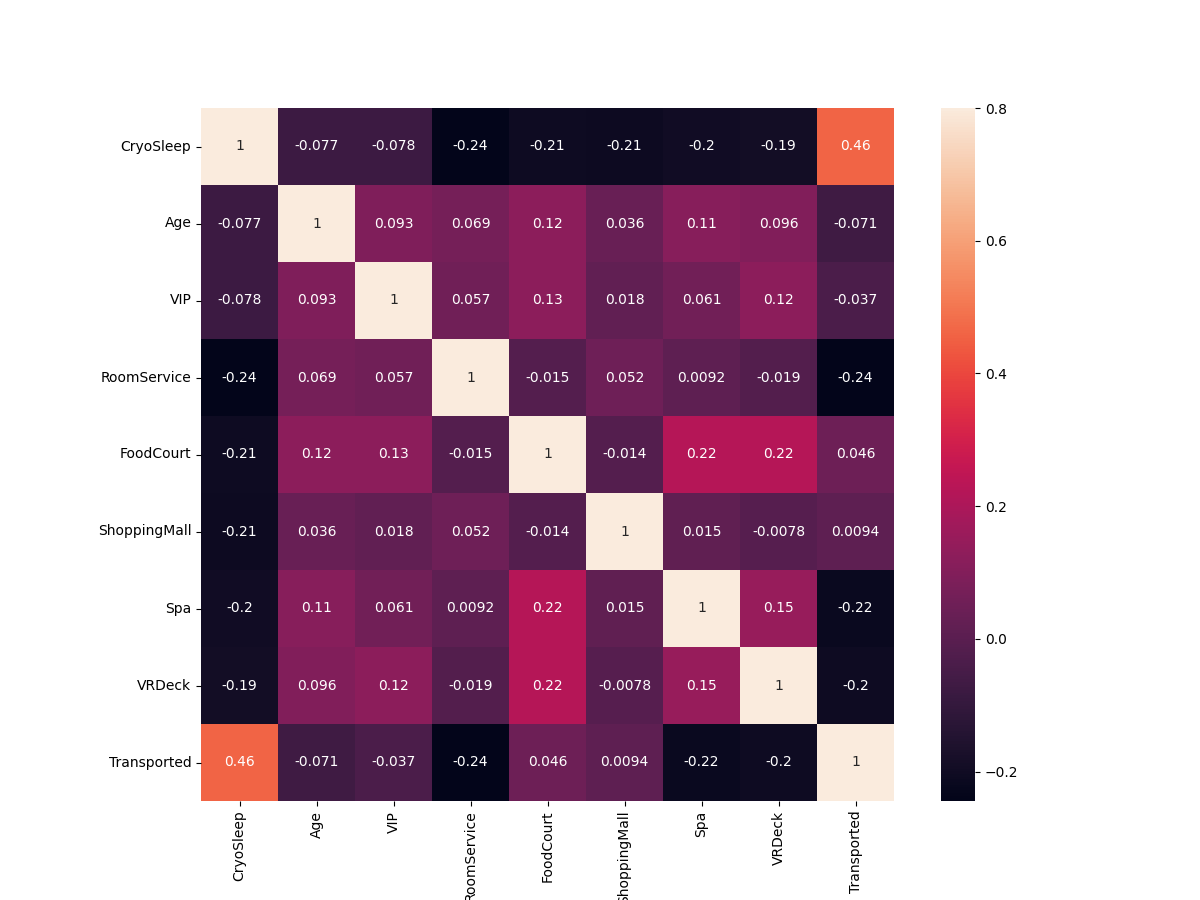 CryoSleep 1 -0.077 -0.078 -0.24 -0.21 -0.21 -0.2 -0.19 0.46
Age -0.077 1 0.093 0.069 0.12 0.036 0.11 0.096 -0.071
VIP -0.078 0.093 1 0.057 0.13 0.018 0.061 0.12 -0.037
RoomService -0.24 0.069 0.057 1 -0.015 0.052 0.0092 -0.019 -0.24
FoodCourt -0.21 0.12 0.13 -0.015 1 -0.014 0.22 0.22 0.046
ShoppingMall -0.21 0.036 0.018 0.052 -0.014 1 0.015 -0.0078 0.0094
Spa -0.2 0.11 0.061 0.0092 0.22 0.015 1 0.15 -0.22
VRDeck -0.19 0.096 0.12 -0.019 0.22 -0.0078 0.15 1 -0.2
Transported 0.46 -0.071 -0.037 -0.24 0.046 0.0094 -0.22 -0.2 1
CryoSleep Age VIP RoomService FoodCourt ShoppingMall Spa VRDeck Transported
0.8
0.6
0.4
0.2
0.0
−0.2